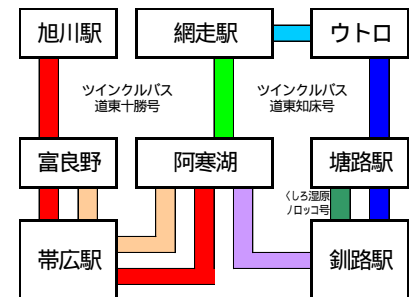 旭川駅
網走駅
ウトロ
ツインクルバス
道東十勝号
ツインクルバス
道東知床号
富良野
阿寒湖
塘路駅
くしろ湿原
ノロッコ号
帯広駅
釧路駅